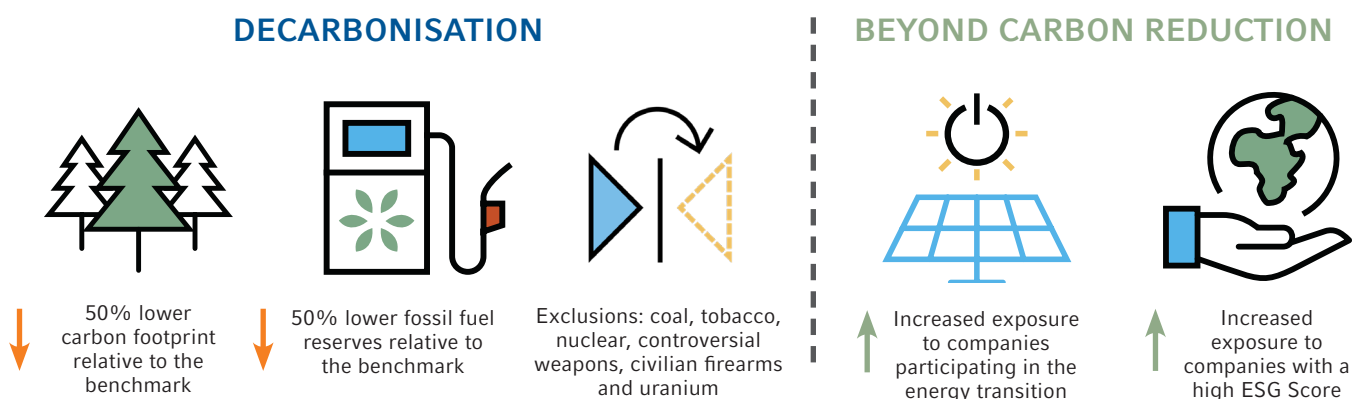 DECARBONISATION
50% lower
carbon footprint
relative to the
benchmark
50% lower fossil fuel
reserves relative to
the benchmark
Exclusions: coal, tobacco,
nuclear, controversial
weapons, civilian firearms
and uranium
BEYOND CARBON REDUCTION
Increased exposure
to companies
participating in the
energy transition
Increased
exposure to
companies with a
high ESG Score